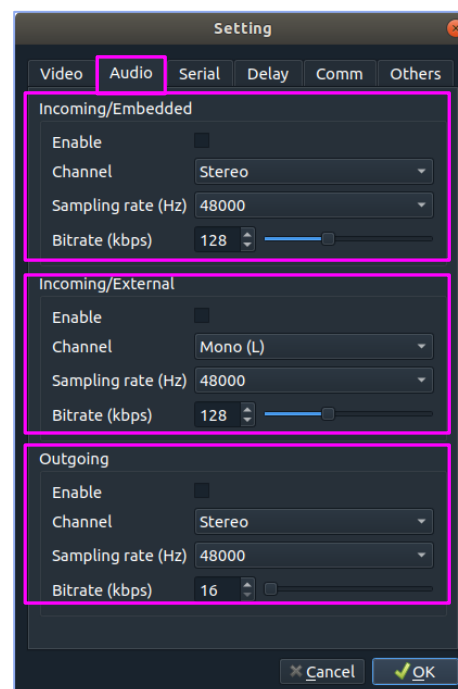 Setting
Video Audio Serial Delay Comm Others
Incoming/Embedded
Enable
Channel Stereo
Sampling rate (Hz) 48000
Bitrate (kbps) 128
Incoming/External
Enable
Channel Mono (L)
Sampling rate (Hz) 48000
Bitrate (kbps) 128
Outgoing
Enable
Channel Stereo
Sampling rate (Hz) 48000
Bitrate (kbps) 16
Cancel OK